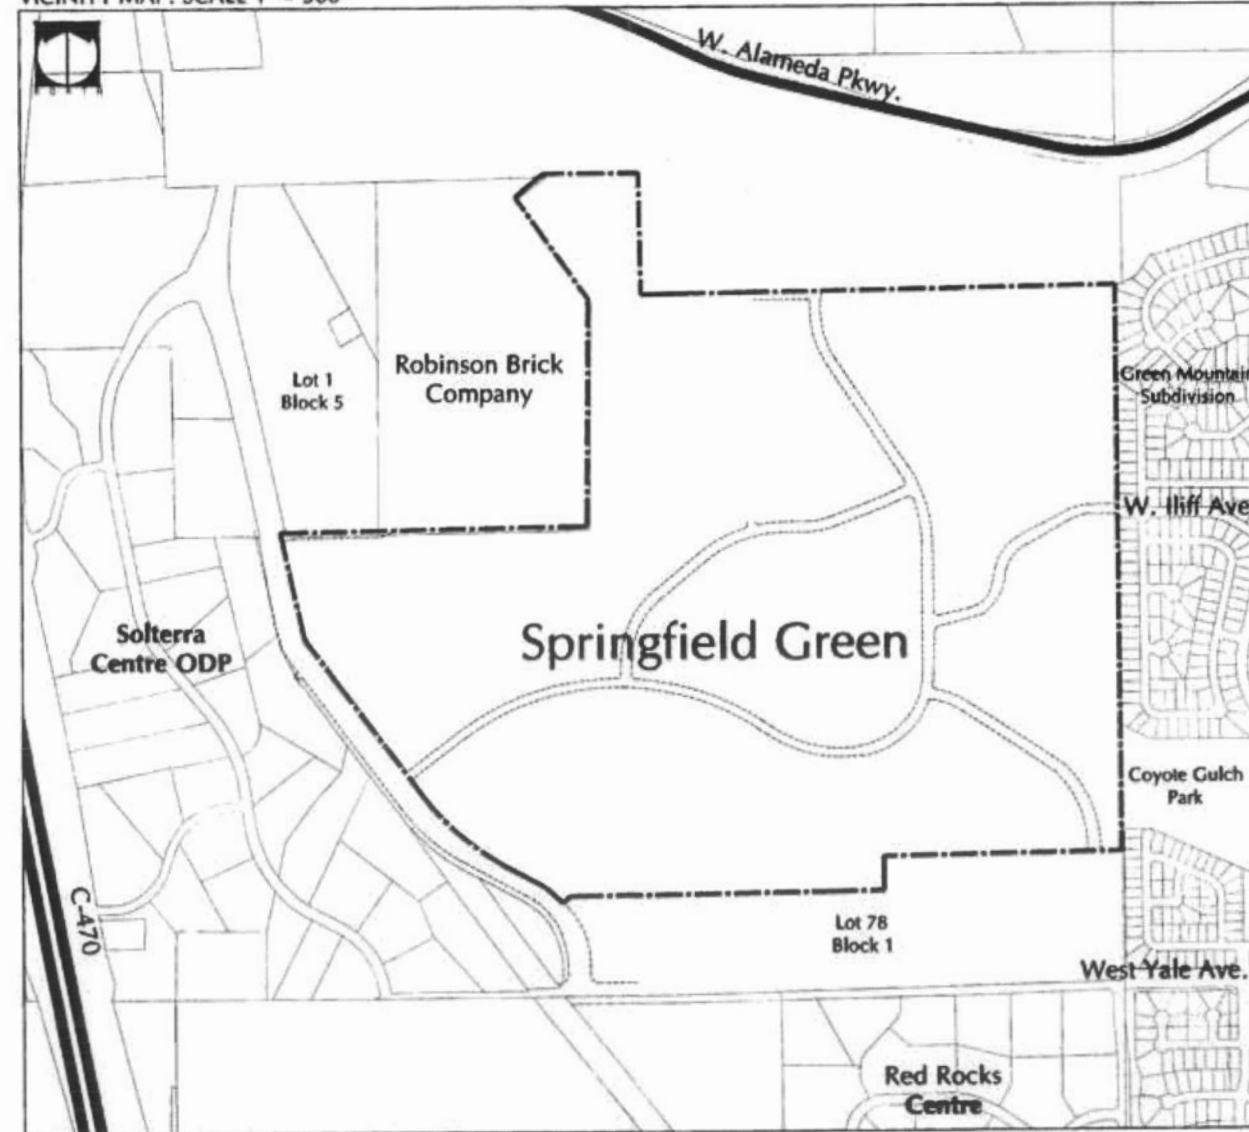 W. Alameda Pkwy.
NORTH
Robinson Brick
Company
Lot 1
Block 5
Green Mountain
Subdivision
W. Iliff Ave
Springfield Green
Solterra
Centre ODP
Coyote Gulch
Park
C-470
Lot 78
Block 1
West Yale Ave.
Red Rocks
Centre